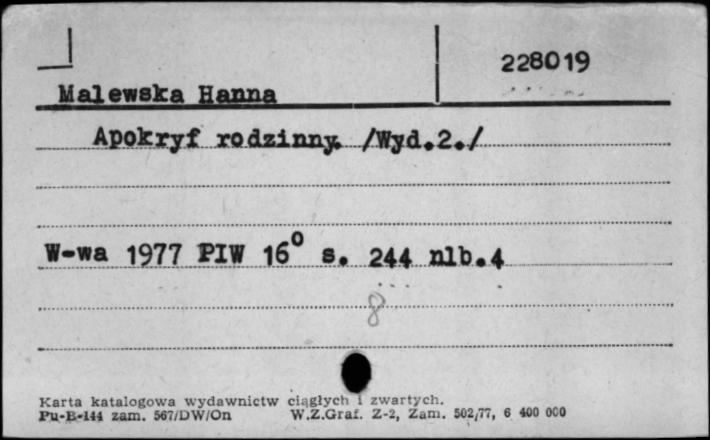 228019
Malewska Hanna
Apokryf rodzinny. /Wyd.2./
W-wa 1977 PIW 16° s. 244 nlb.4
8
Karta katalogowa wydawnictw ciągłych i zwartych.
Pu-B-144 zam. 567/DW/On W.Z.Graf. Z-2, Zam. 502/77, 6 400 000